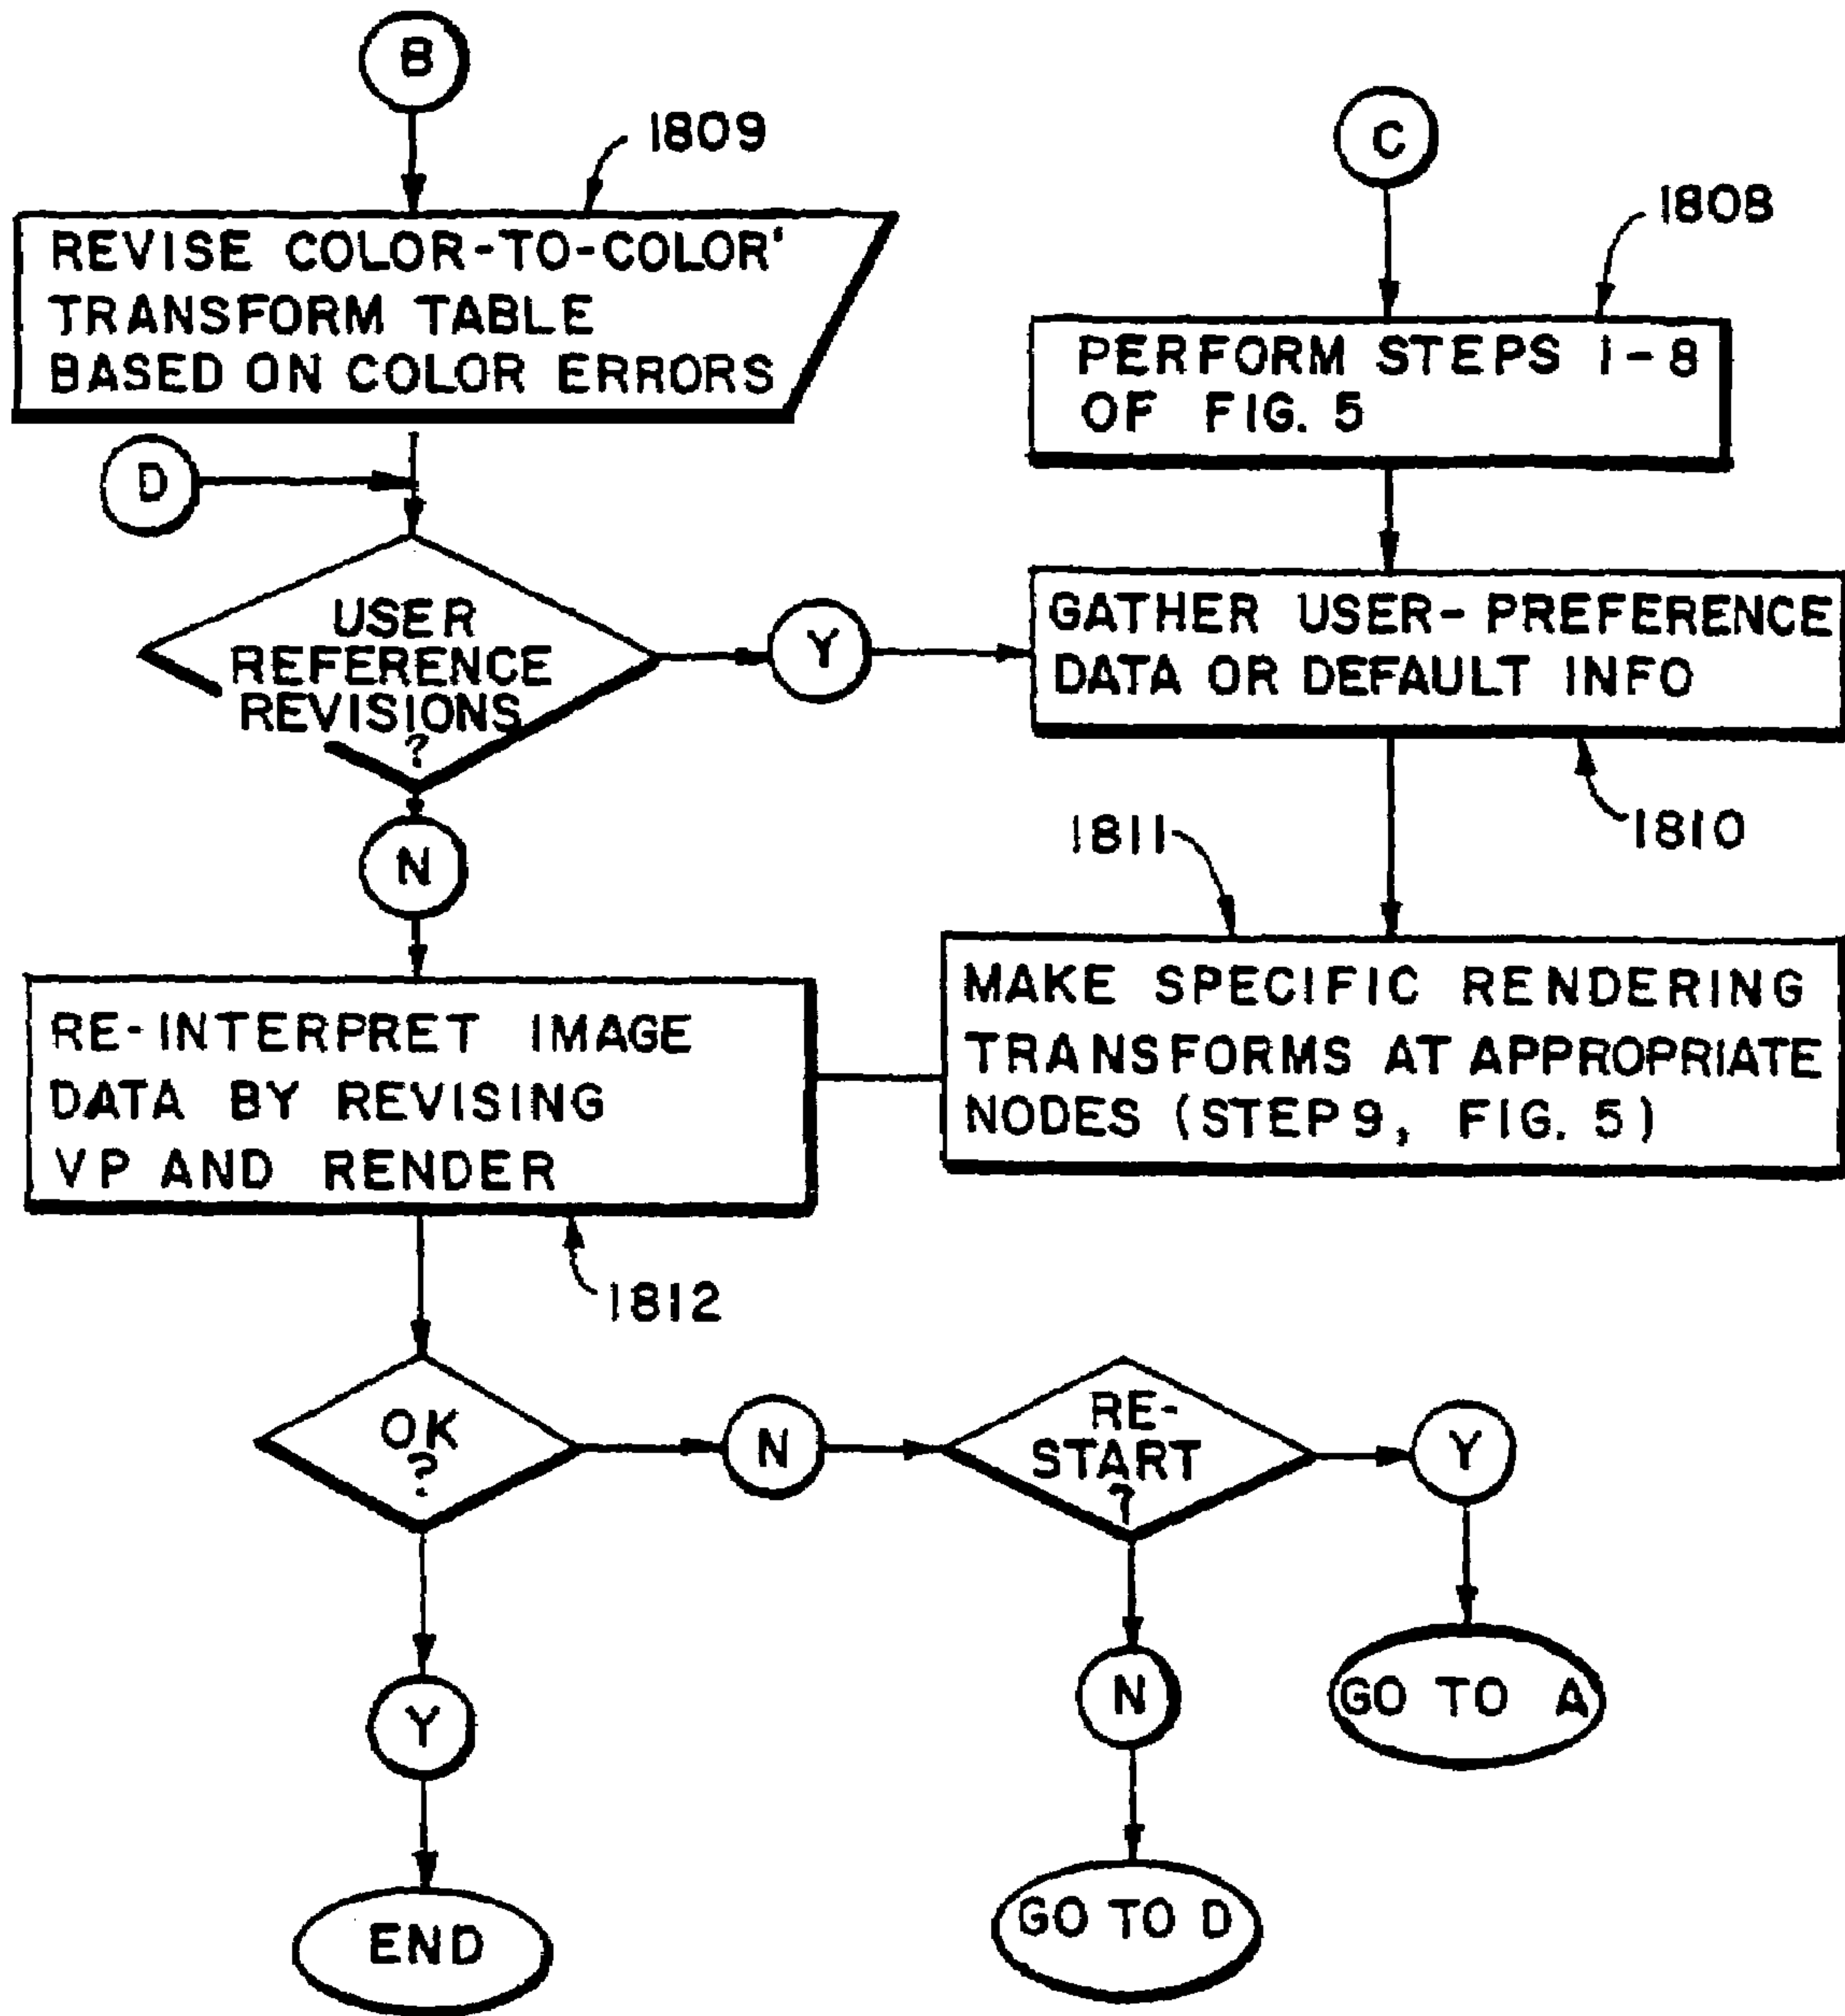 B
1809
REVISE COLOR-TO-COLOR'
TRANSFORM TABLE
BASED ON COLOR ERRORS
D
USER
REFERENCE
REVISIONS
?
Y
N
C
1808
PERFORM STEPS 1-8
OF FIG. 5
GATHER USER-PREFERENCE
DATA OR DEFAULT INFO
1810
1811
MAKE SPECIFIC RENDERING
TRANSFORMS AT APPROPRIATE
NODES (STEP 9, FIG. 5)
RE-INTERPRET IMAGE
DATA BY REVISING
VP AND RENDER
1812
OK
?
N
RE-
START
?
Y
GO TO A
N
GO TO D
Y
END